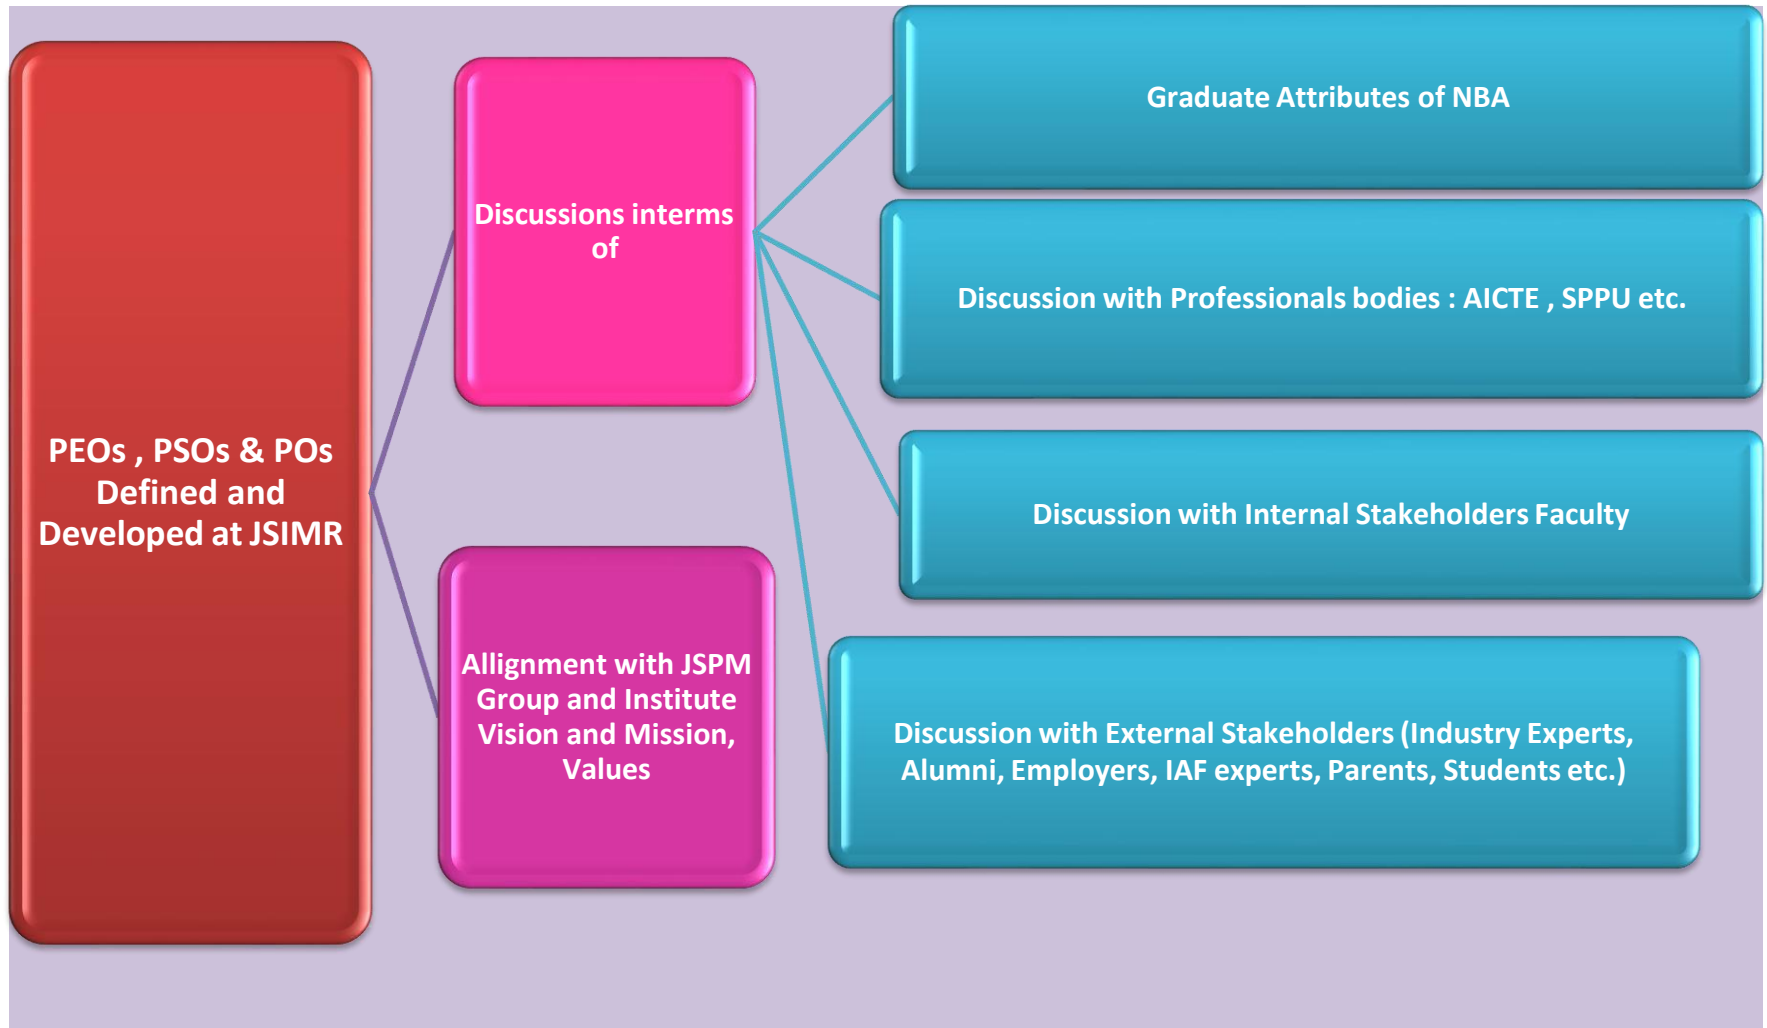 PEOs , PSOs & POs
Defined and
Developed at JSIMR
Discussions interms
of
Allignment with JSPM
Group and Institute
Vision and Mission,
Values
Graduate Attributes of NBA
Discussion with Professionals bodies : AICTE , SPPU etc.
Discussion with Internal Stakeholders Faculty
Discussion with External Stakeholders (Industry Experts,
Alumni, Employers, IAF experts, Parents, Students etc.)